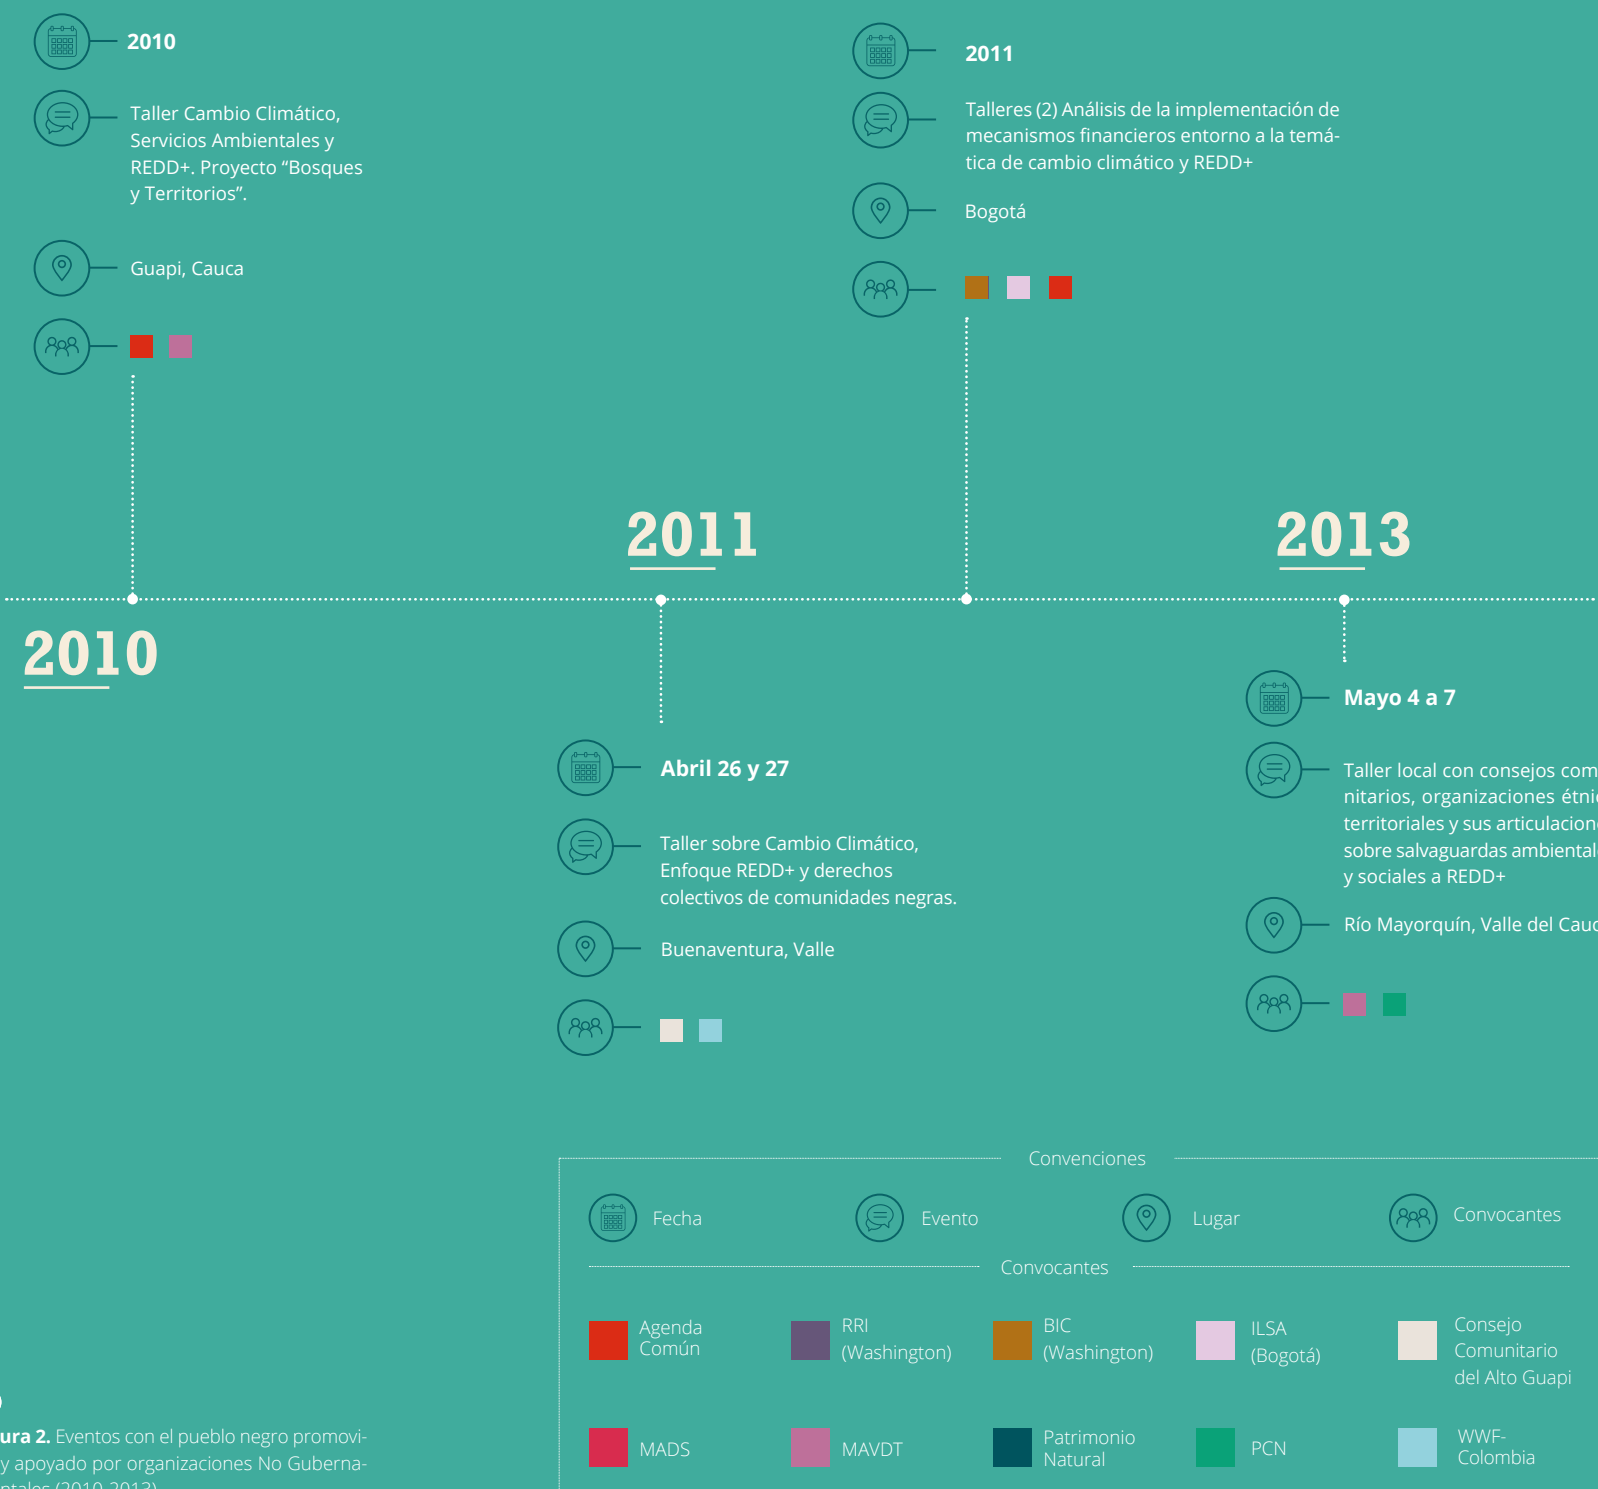 2010
Taller Cambio Climático,
Servicios Ambientales y
REDD+. Proyecto “Bosques
y Territorios”.
Guapi, Cauca
2011
Talleres (2) Análisis de la implementación de
mecanismos financieros entorno a la temá-
tica de cambio climático y REDD+
Bogotá
2011
2013
2010
Abril 26 y 27
Taller sobre Cambio Climático,
Enfoque REDD+ y derechos
colectivos de comunidades negras.
Buenaventura, Valle
Mayo 4 a 7
Taller local con consejos com
nitarios, organizaciones étni
territoriales y sus articulacion
sobre salvaguardas ambiental
y sociales a REDD+
Río Mayorquín, Valle del Cauc
Convenciones
Fecha
Evento
Lugar
Convocantes
Convocantes
Agenda
Común
RRI
(Washington)
BIC
(Washington)
ILSA
(Bogotá)
Consejo
Comunitario
del Alto Guapi
MADS
MAVDT
Patrimonio
Natural
PCN
WWF-
Colombia
ura 2. Eventos con el pueblo negro promovi-
y apoyado por organizaciones No Guberna-
ntales (2010-2013)